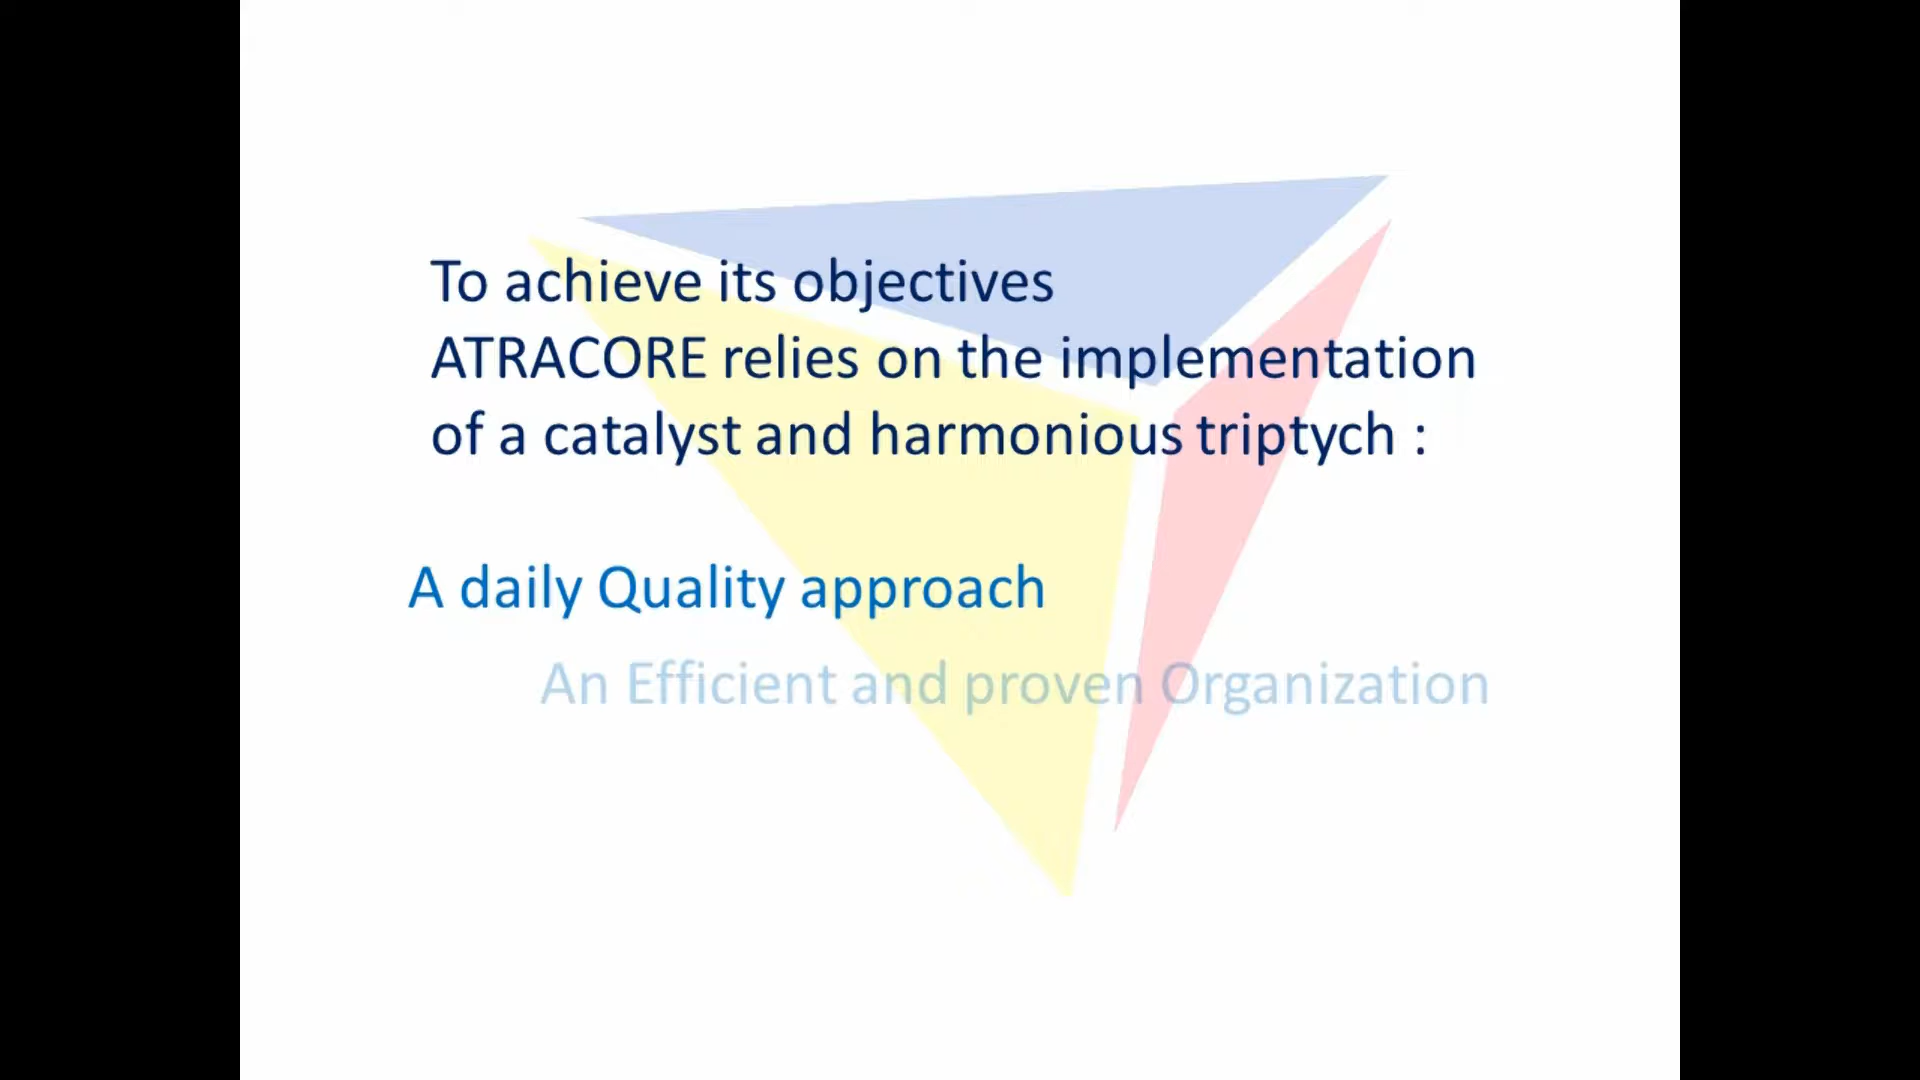 To achieve its objectives
ATRACORE relies on the implementation
of a catalyst and harmonious triptych :
A daily Quality approach
An Efficient and proven Organization